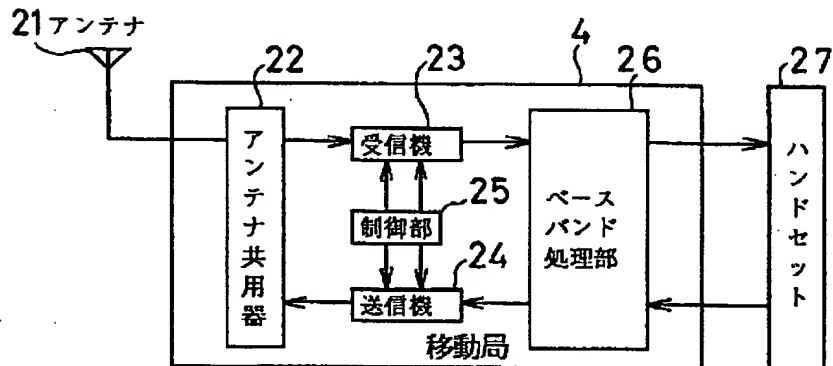 21 アンテナ
22
23
4
26
27
アンテナ共用器
受信機
25
制御部
24
送信機
ベース
バンド
処理部
移動局
ハンドセット